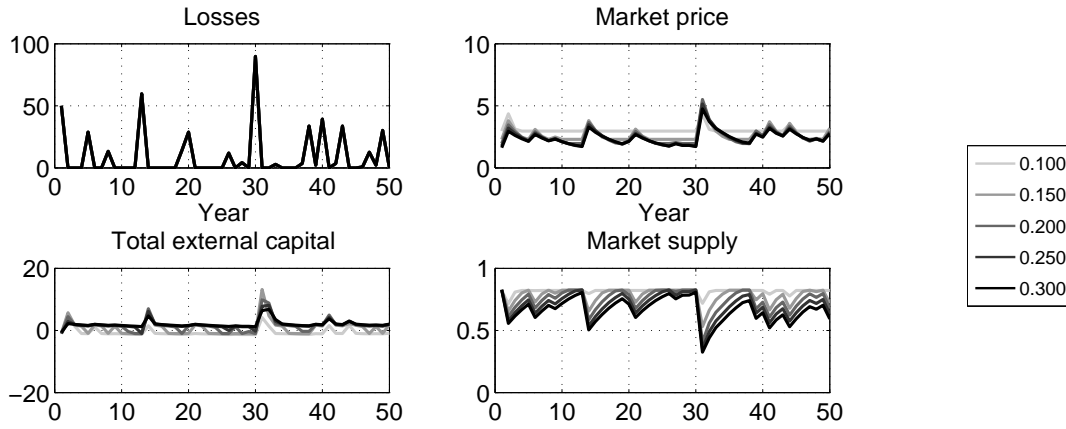 Losses
100
50
0
0 10 20 30 40 50
Year
Market price
10
5
0
0 10 20 30 40 50
Year
Total external capital
20
0
−20
0 10 20 30 40 50
Market supply
1
0.5
0
0 10 20 30 40 50
0.100
0.150
0.200
0.250
0.300